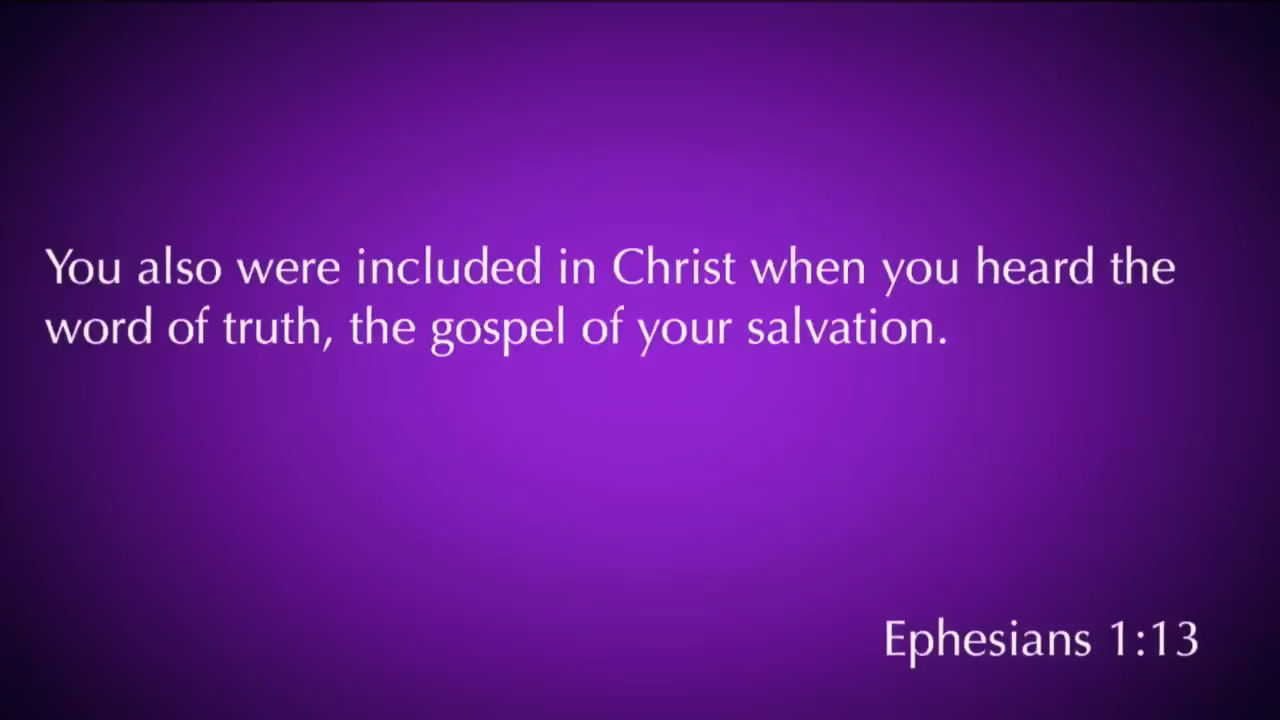 You also were included in Christ when you heard the
word of truth, the gospel of your salvation.
Ephesians 1:13